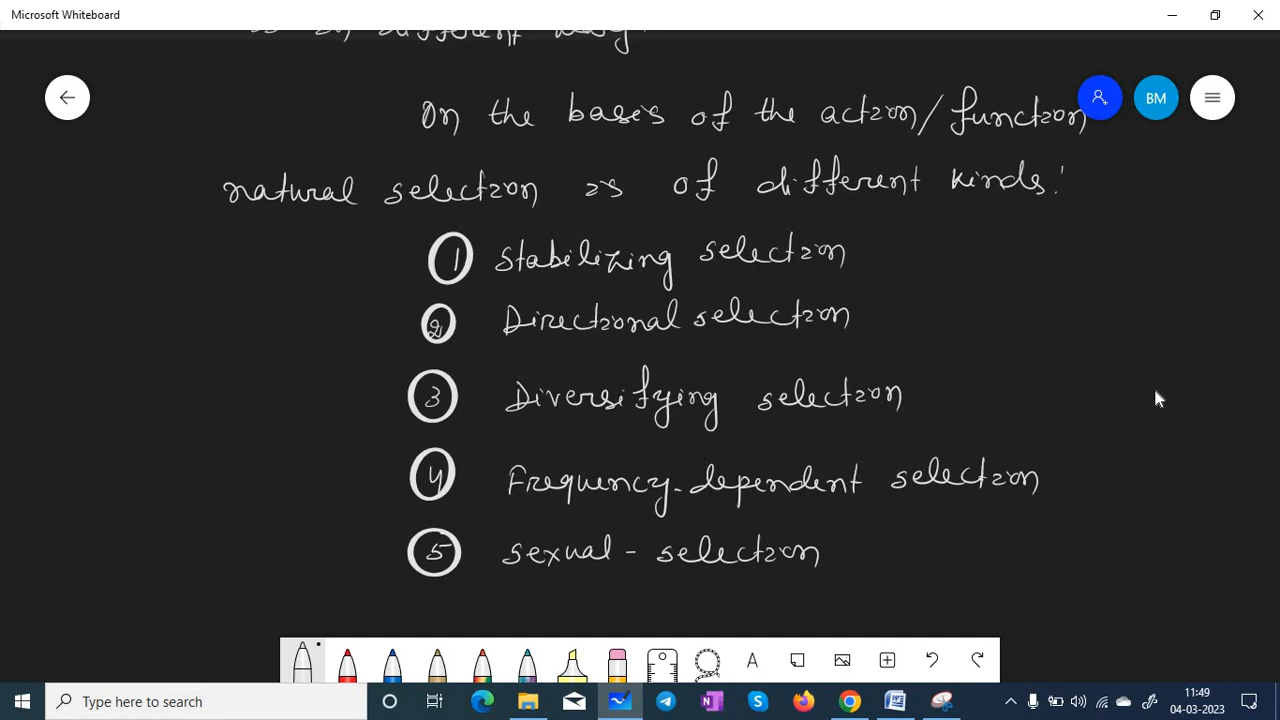 Microsoft Whiteboard
different
On the basis of the action/function
BM
natural selection is of different kinds:
1 Stabilizing selection
2 Directional selection
3 Diversifying selection
4 Frequency-dependent selection
5 sexual - selection
A
Type here to search
11:49
04-03-2023